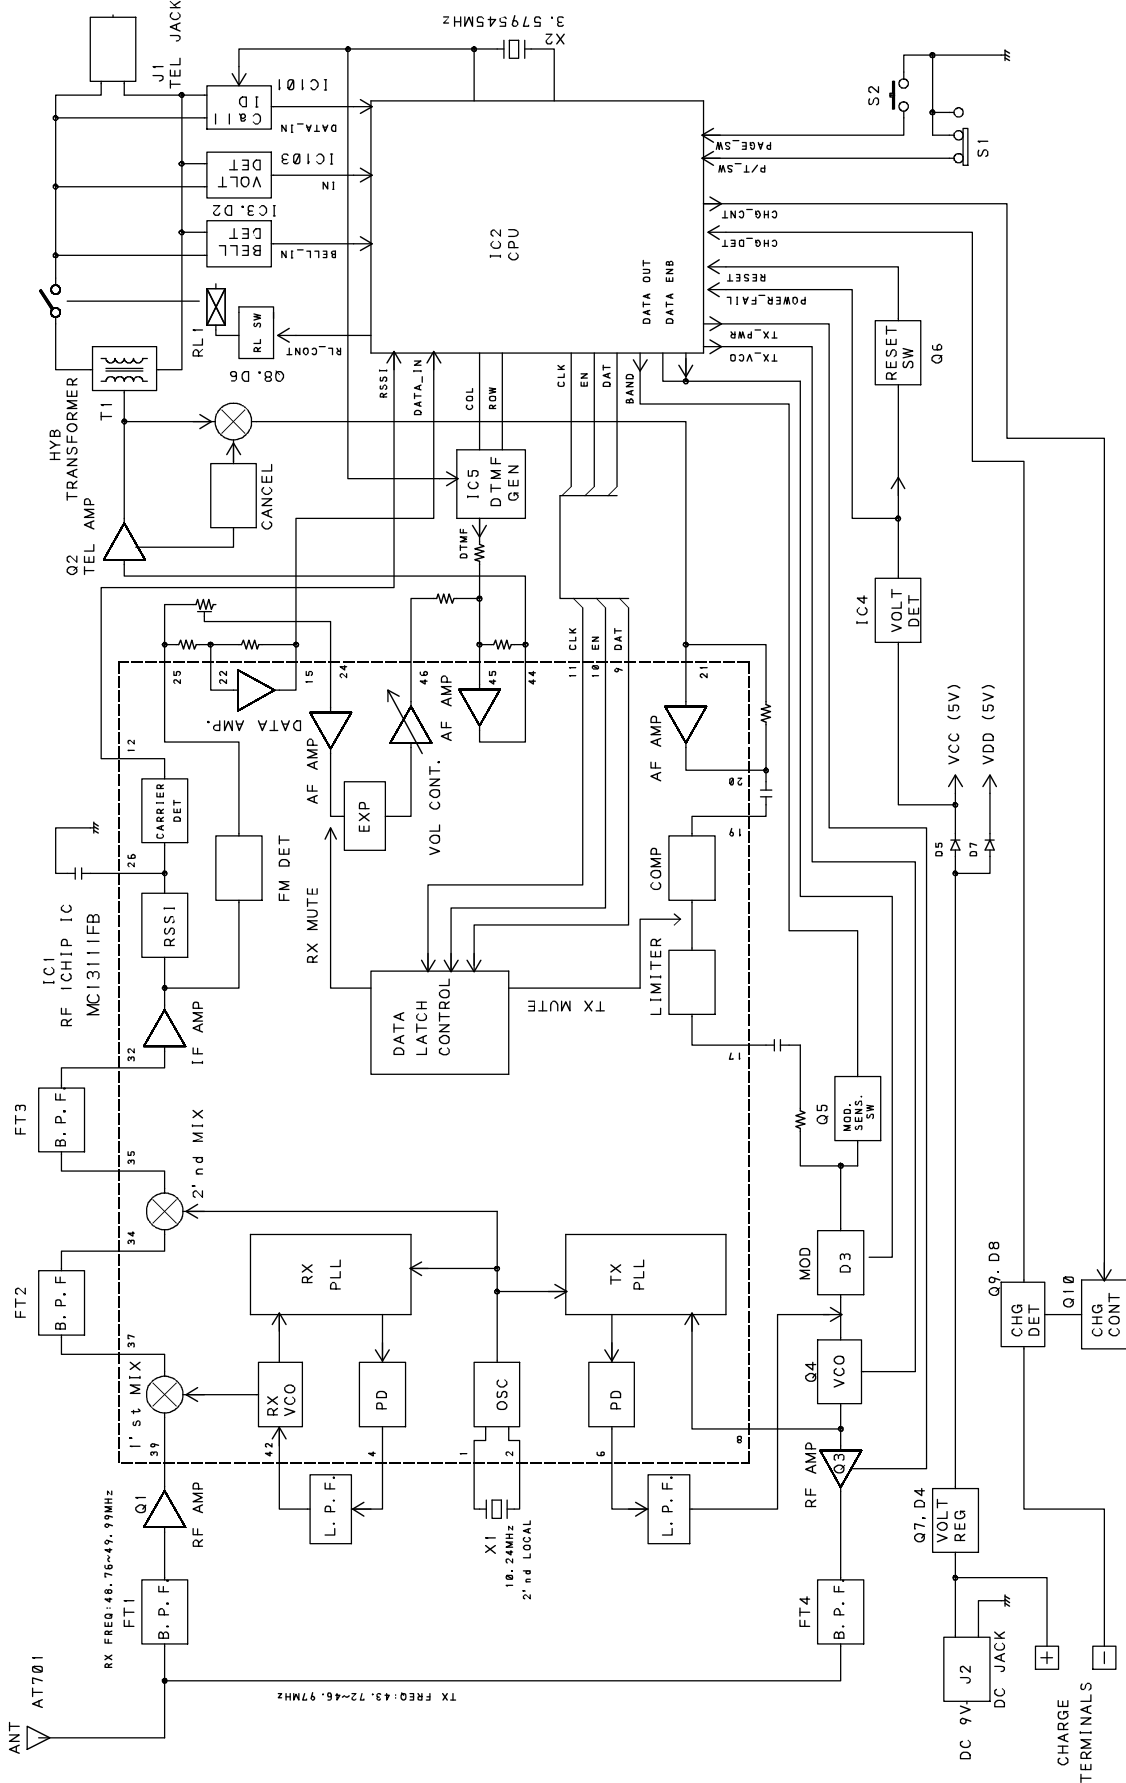 ANT
AT701
TX FREQ:43.72~46.97MHz
RX FREQ:48.76~49.99MHz
FT1
B.P.F.
Q1
RF AMP
39
1'st MIX
37
FT2
B.P.F
34
2'nd MIX
35
FT3
B.P.F.
32
IF AMP
IC1
RF 1CHIP IC
MC13111FB
RSSI
26
CARRIER
DET
12
FM DET
25
22
15
DATA AMP.
24
AF AMP
EXP
RX MUTE
VOL CONT.
46
AF AMP
45
44
DATA
LATCH
CONTROL
TX MUTE
11 CLK
10 EN
9 DAT
42
RX
VCO
RX
PLL
PD
4
L.P.F.
X1
10.24MHz
2'nd LOCAL
1
2
OSC
TX
PLL
PD
6
L.P.F.
8
LIMITER
COMP
17
19
20
AF AMP
21
FT4
B.P.F.
RF AMP
Q3
Q4
VCO
MOD
D3
Q5
MOD.
SENS.
SW
Q2
TEL AMP
HYB
TRANSFORMER
T1
CANCEL
J1
TEL JACK
IC101
Call
ID
DATA_IN
IC103
VOLT
DET
IN
IC3.D2
BELL
DET
BELL_IN
RL1
RL SW
Q8.D6
RL_CONT
3.579545MHz
X2
IC2
CPU
RSSI
DATA_IN
COL
ROW
IC5
DTMF
GEN
DTMF
CLK
EN
DAT
BAND
DATA OUT
DATA ENB
TX_VCO
TX_PWR
POWER_FAIL
RESET
CHG_DET
CHG_CNT
P/T_SW
PAGE_SW
S2
S1
RESET
SW
Q6
IC4
VOLT
DET
VCC (5V)
VDD (5V)
D5
D7
Q7,D4
VOLT
REG
DC 9V
J2
DC JACK
CHARGE
TERMINALS
+
-
Q9.D8
CHG
DET
Q10
CHG
CONT